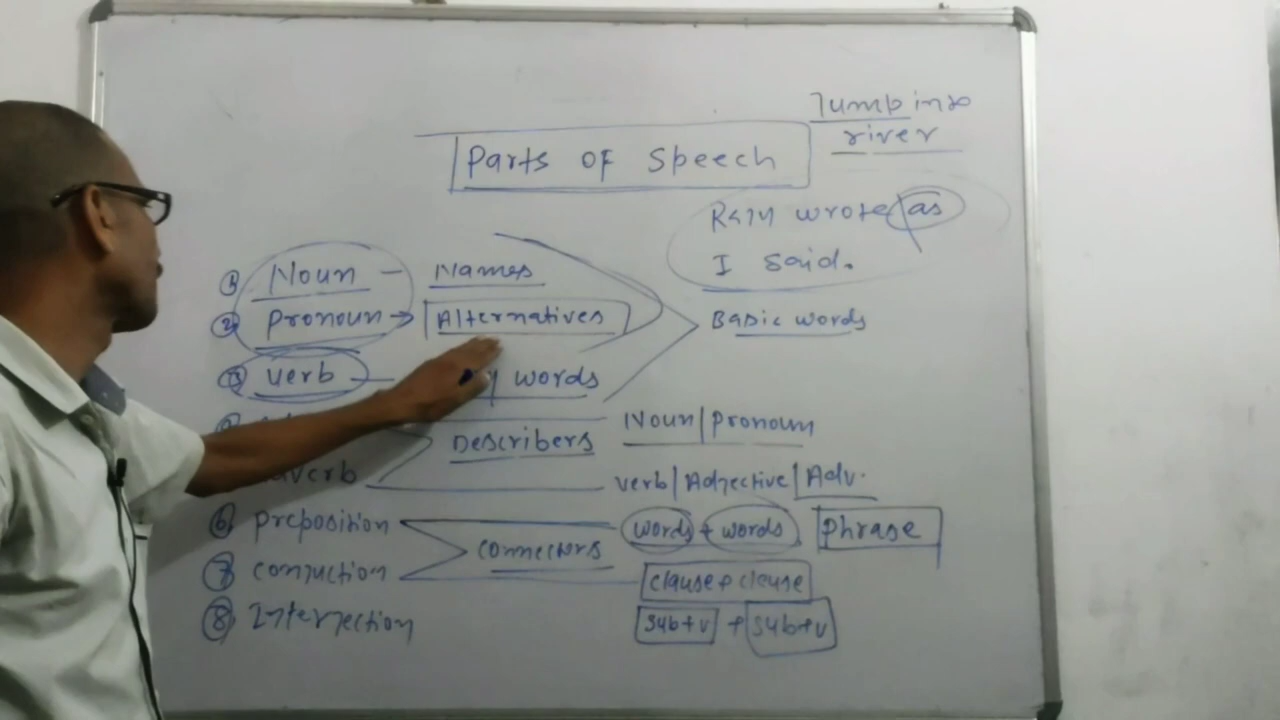 Jump into
river
Parts of Speech
Ram wrote as
I said.
① Noun - Names
② Pronoun → Alternatives
Basic words
③ Verb - words
Describers
Noun/Pronoun
verb/Adjective/Adv.
⑥ Preposition
connectors
words + words Phrase
⑦ conjuction
clause + clause
⑧ Interjection
sub+v + sub+v